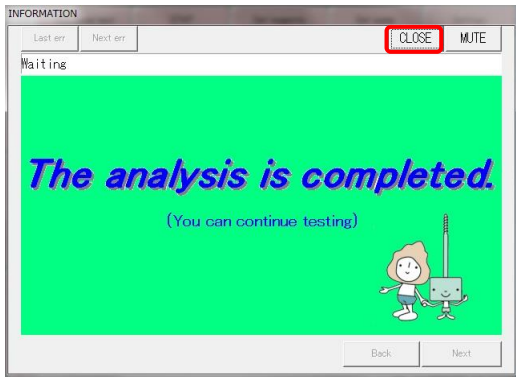 INFORMATION
Last err Next err CLOSE MUTE
Waiting
The analysis is completed.
(You can continue testing)
Back Next